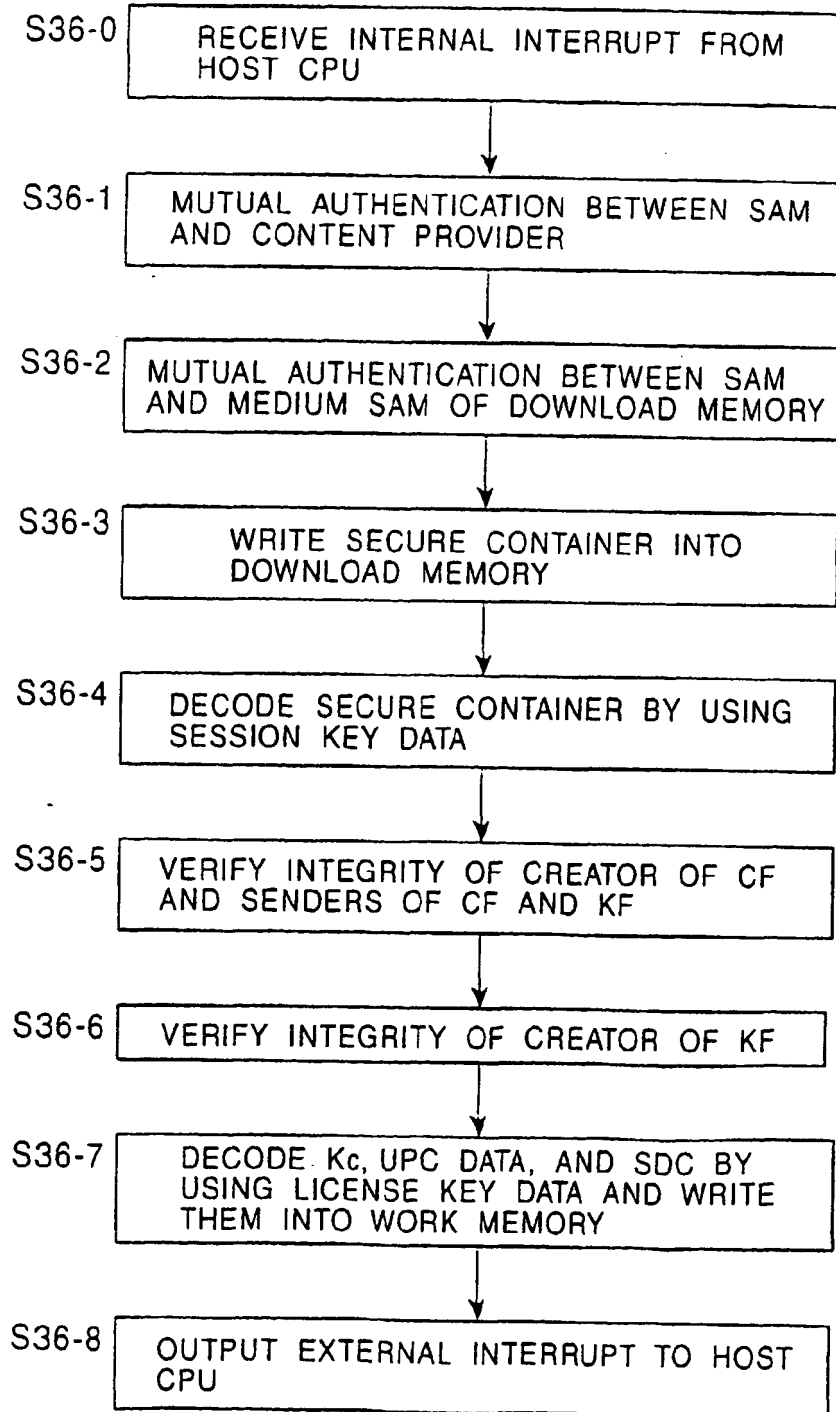 S36-0
RECEIVE INTERNAL INTERRUPT FROM
HOST CPU
S36-1
MUTUAL AUTHENTICATION BETWEEN SAM
AND CONTENT PROVIDER
S36-2
MUTUAL AUTHENTICATION BETWEEN SAM
AND MEDIUM SAM OF DOWNLOAD MEMORY
S36-3
WRITE SECURE CONTAINER INTO
DOWNLOAD MEMORY
S36-4
DECODE SECURE CONTAINER BY USING
SESSION KEY DATA
S36-5
VERIFY INTEGRITY OF CREATOR OF CF
AND SENDERS OF CF AND KF
S36-6
VERIFY INTEGRITY OF CREATOR OF KF
S36-7
DECODE Kc, UPC DATA, AND SDC BY
USING LICENSE KEY DATA AND WRITE
THEM INTO WORK MEMORY
S36-8
OUTPUT EXTERNAL INTERRUPT TO HOST
CPU